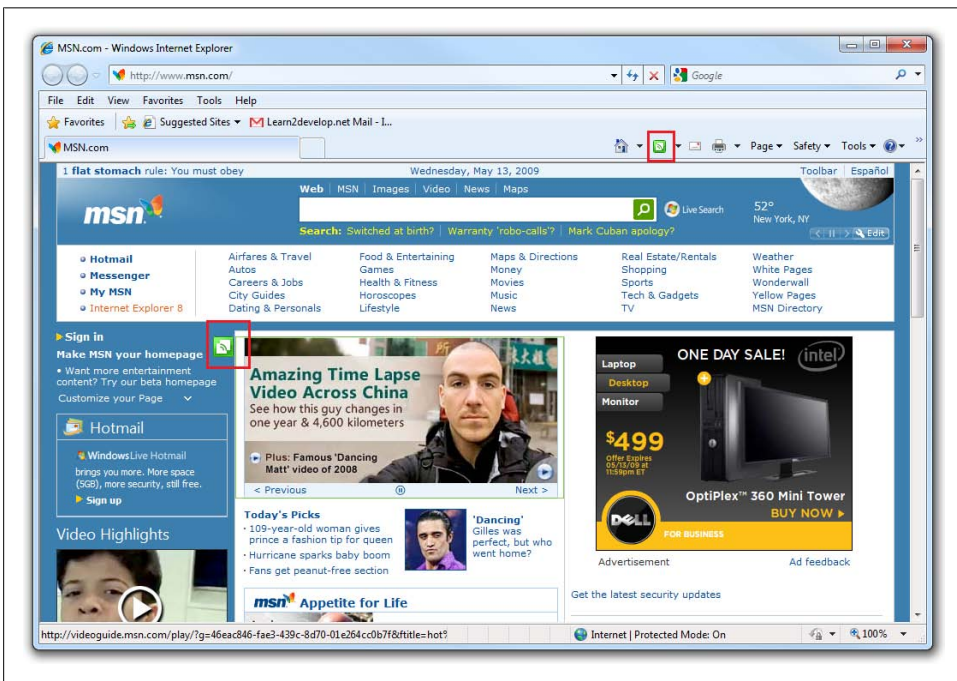 MSN.com - Windows Internet Explorer
http://www.msn.com/
Google
File Edit View Favorites Tools Help
Favorites Suggested Sites Learn2develop.net Mail - I...
MSN.com
Page Safety Tools
1 flat stomach rule: You must obey
Wednesday, May 13, 2009
Toolbar Español
Web MSN Images Video News Maps
msn
Live Search
52°
New York, NY
Edit
Search: Switched at birth? Warranty 'robo-calls'? Mark Cuban apology?
Hotmail
Messenger
My MSN
Internet Explorer 8
Airfares & Travel
Autos
Careers & Jobs
City Guides
Dating & Personals
Food & Entertaining
Games
Health & Fitness
Horoscopes
Lifestyle
Maps & Directions
Money
Movies
Music
News
Real Estate/Rentals
Shopping
Sports
Tech & Gadgets
TV
Weather
White Pages
Wonderwall
Yellow Pages
MSN Directory
Sign in
Make MSN your homepage
• Want more entertainment
content? Try our beta homepage
Customize your Page
Hotmail
WindowsLive Hotmail
brings you more. More space
(5GB), more security, still free.
Sign up
Video Highlights
Amazing Time Lapse
Video Across China
See how this guy changes in
one year & 4,600
kilometers
Plus: Famous 'Dancing
Matt' video of 2008
< Previous
Next >
Today's Picks
· 109-year-old woman gives
prince a fashion tip for queen
· Hurricane sparks baby boom
· Fans get peanut-free section
'Dancing'
Gilles was
perfect, but who
went home?
msn Appetite for Life
Laptop
Desktop
Monitor
ONE DAY SALE!
intel
$499
Offer Expires
05/13/09 at
11:59pm ET
OptiPlex™ 360 Mini Tower
BUY NOW
DELL
FOR BUSINESS
Advertisement
Ad feedback
Get the latest security updates
http://videoguide.msn.com/play/?g=46eac846-fae3-439c-8d70-01e264cc0b7f&ftitle=hot
Internet | Protected Mode: On
100%